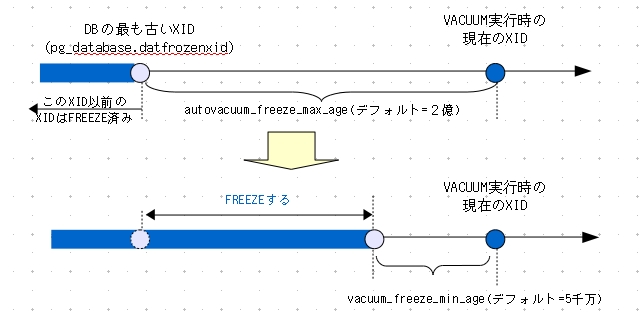 DBの最も古いXID
(pg_database.datfrozenxid)
VACUUM実行時の
現在のXID
このXID以前の
XIDはFREEZE済み
autovacuum_freeze_max_age(デフォルト=２億)
FREEZEする
VACUUM実行時の
現在のXID
vacuum_freeze_min_age(デフォルト=5千万)